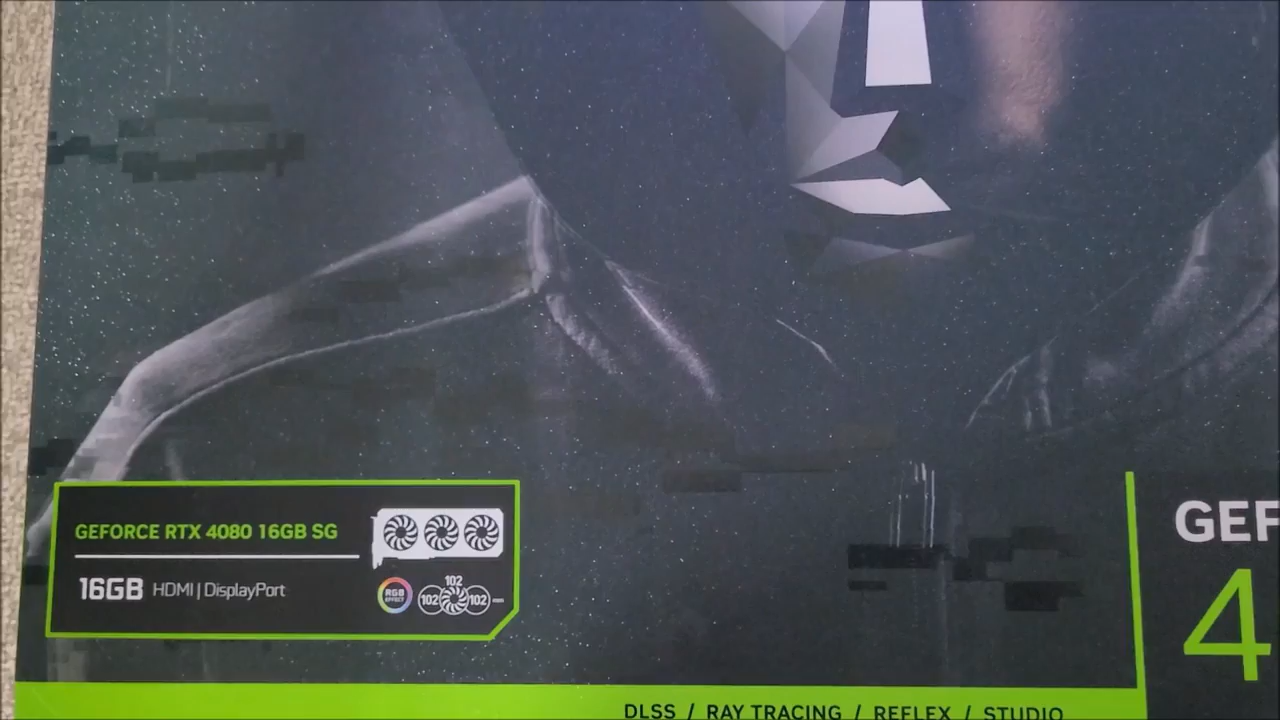 GEFORCE RTX 4080 16GB SG
16GB HDMI | DisplayPort
RGB
EFFECT
102
102 102 mm
GEF
4
DLSS / RAY TRACING / REFLEX / STUDIO